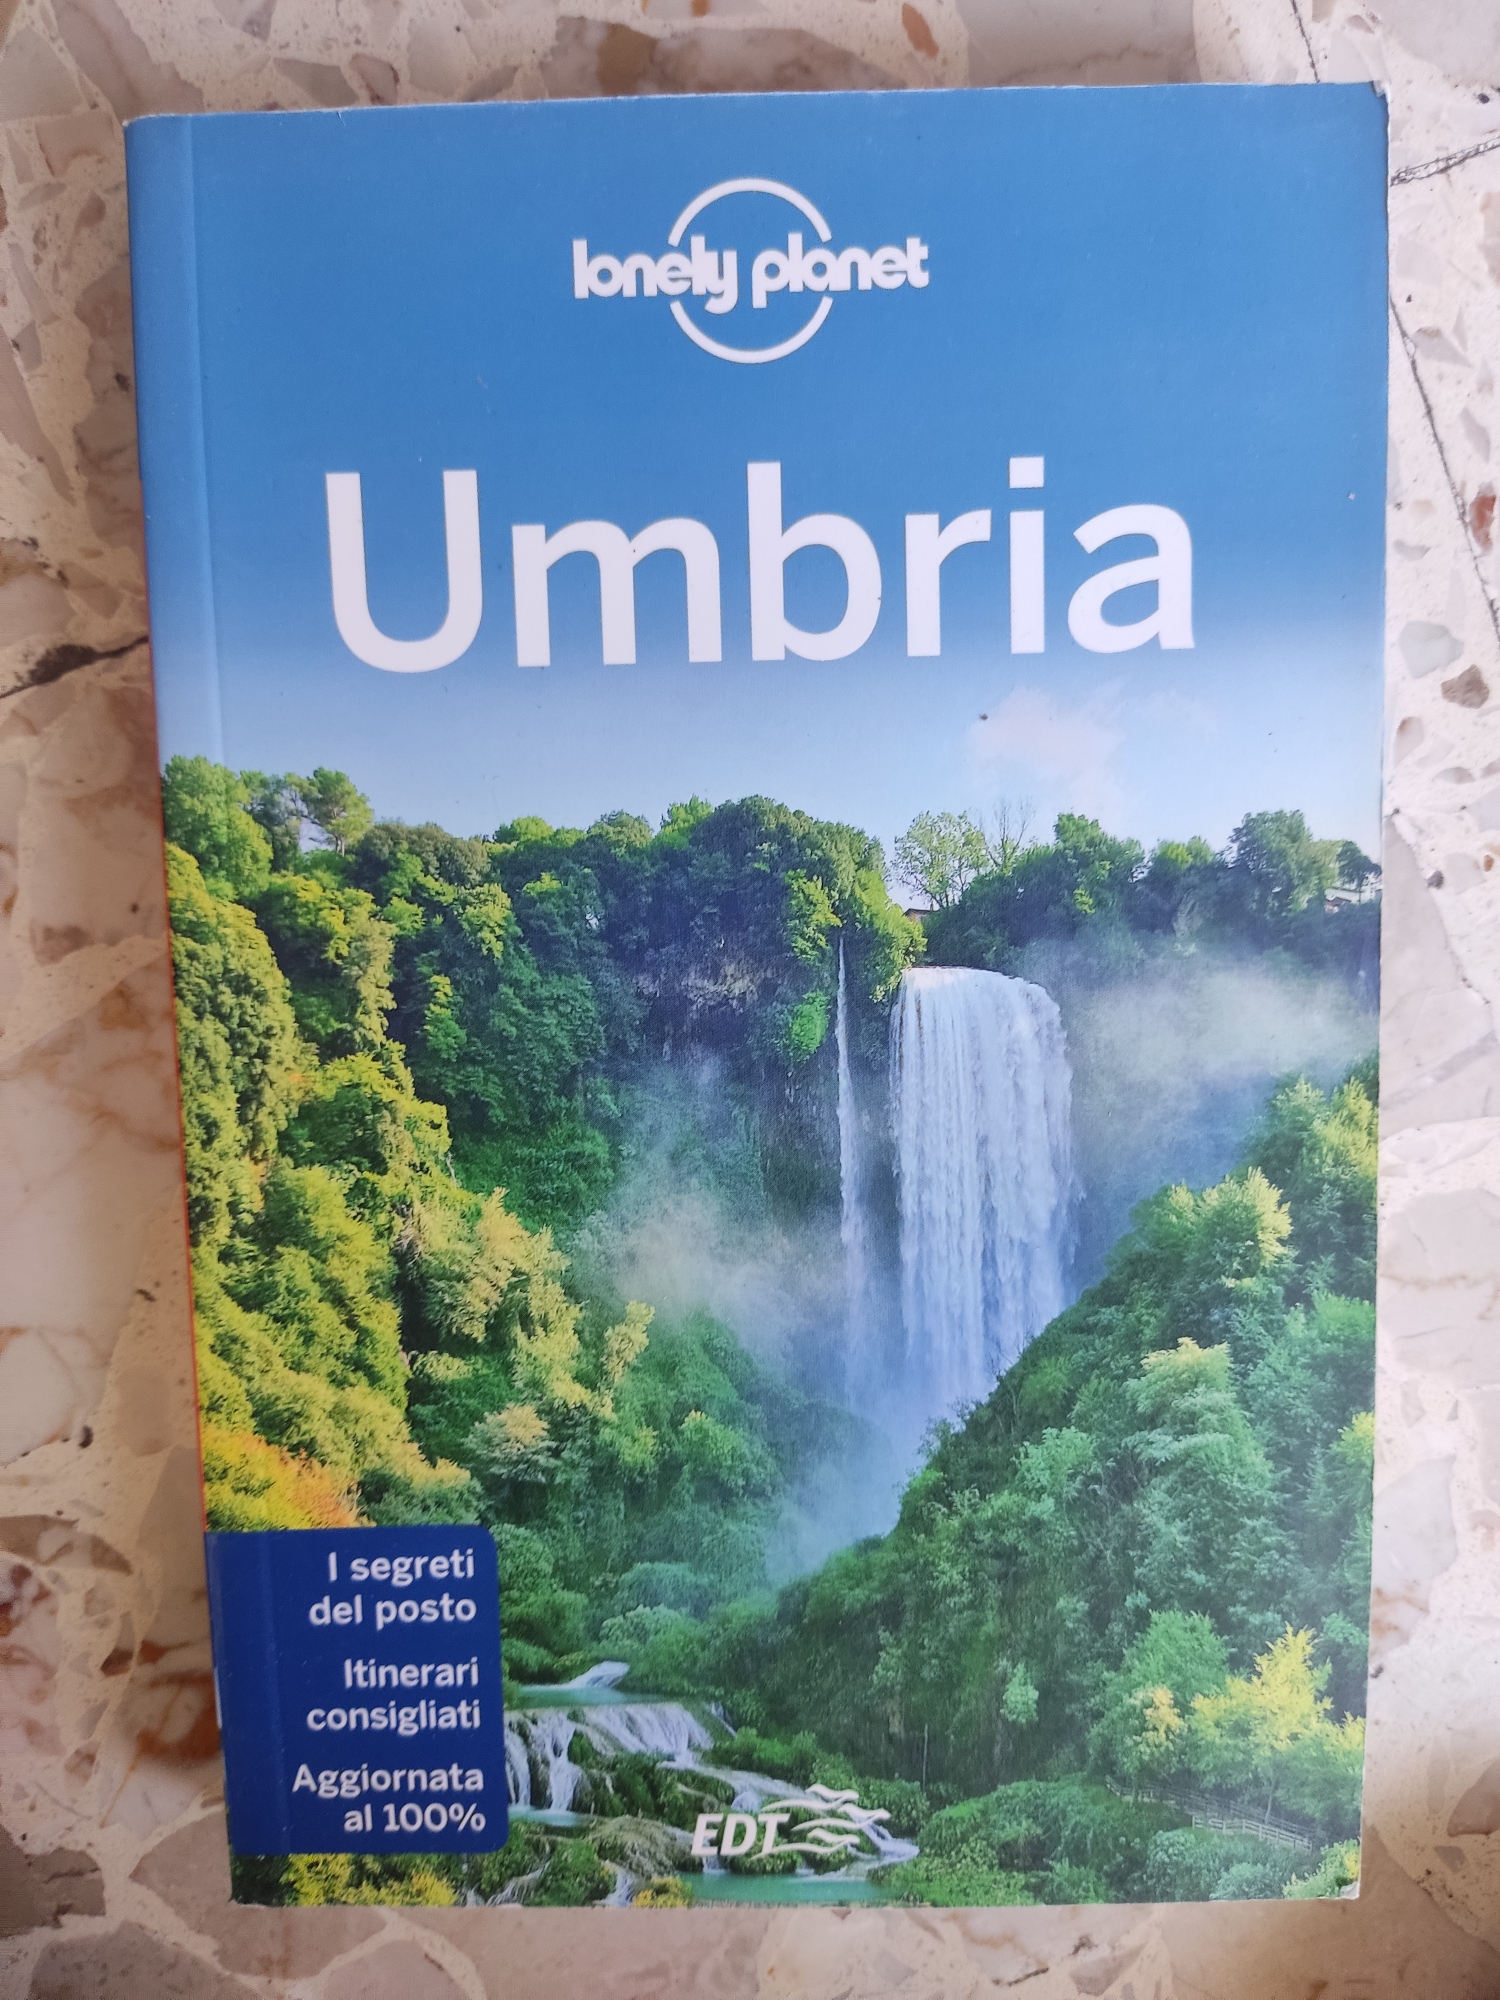 lonely planet
Umbria
I segreti
del posto
Itinerari
consigliati
Aggiornata
al 100%
EDT